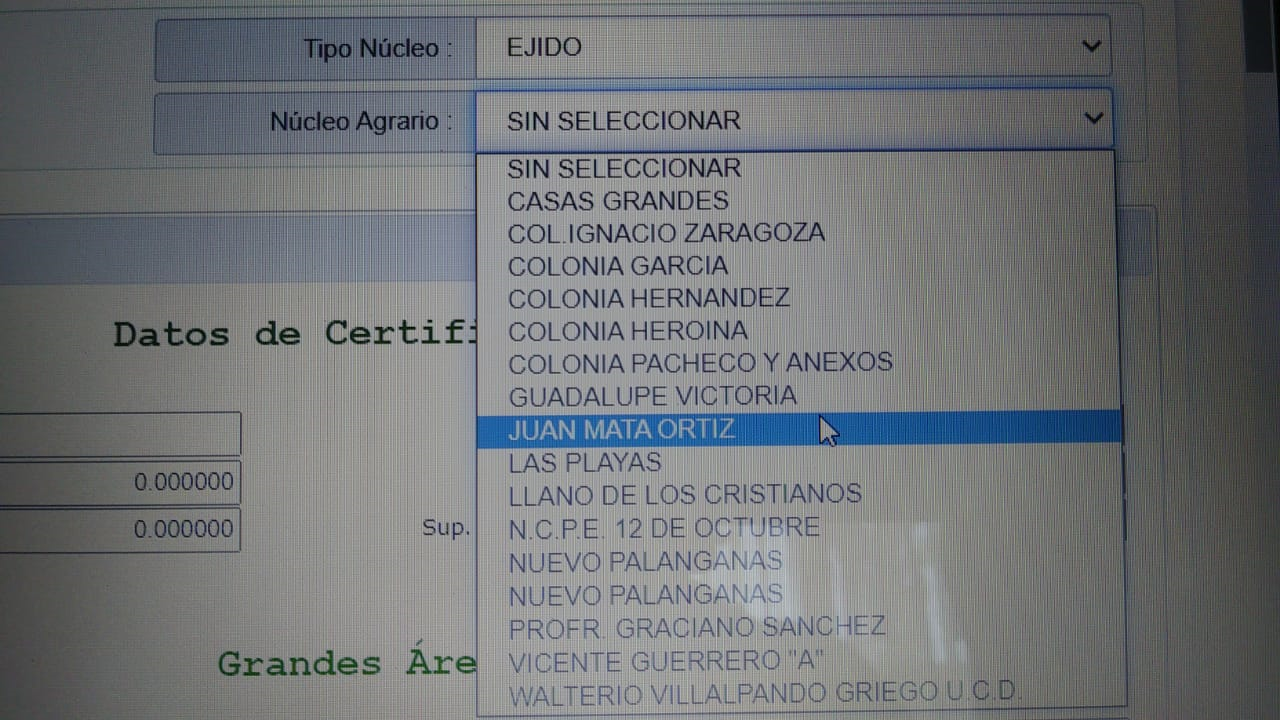 Tipo Núcleo :
EJIDO
Núcleo Agrario :
SIN SELECCIONAR
SIN SELECCIONAR
CASAS GRANDES
COL.IGNACIO ZARAGOZA
COLONIA GARCIA
COLONIA HERNANDEZ
COLONIA HEROINA
COLONIA PACHECO Y ANEXOS
GUADALUPE VICTORIA
JUAN MATA ORTIZ
LAS PLAYAS
LLANO DE LOS CRISTIANOS
N.C.P.E. 12 DE OCTUBRE
NUEVO PALANGANAS
NUEVO PALANGANAS
PROFR. GRACIANO SANCHEZ
VICENTE GUERRERO "A"
WALTERIO VILLALPANDO GRIEGO U.C.D.
Datos de Certifi
0.000000
0.000000
Sup.
Grandes Áre